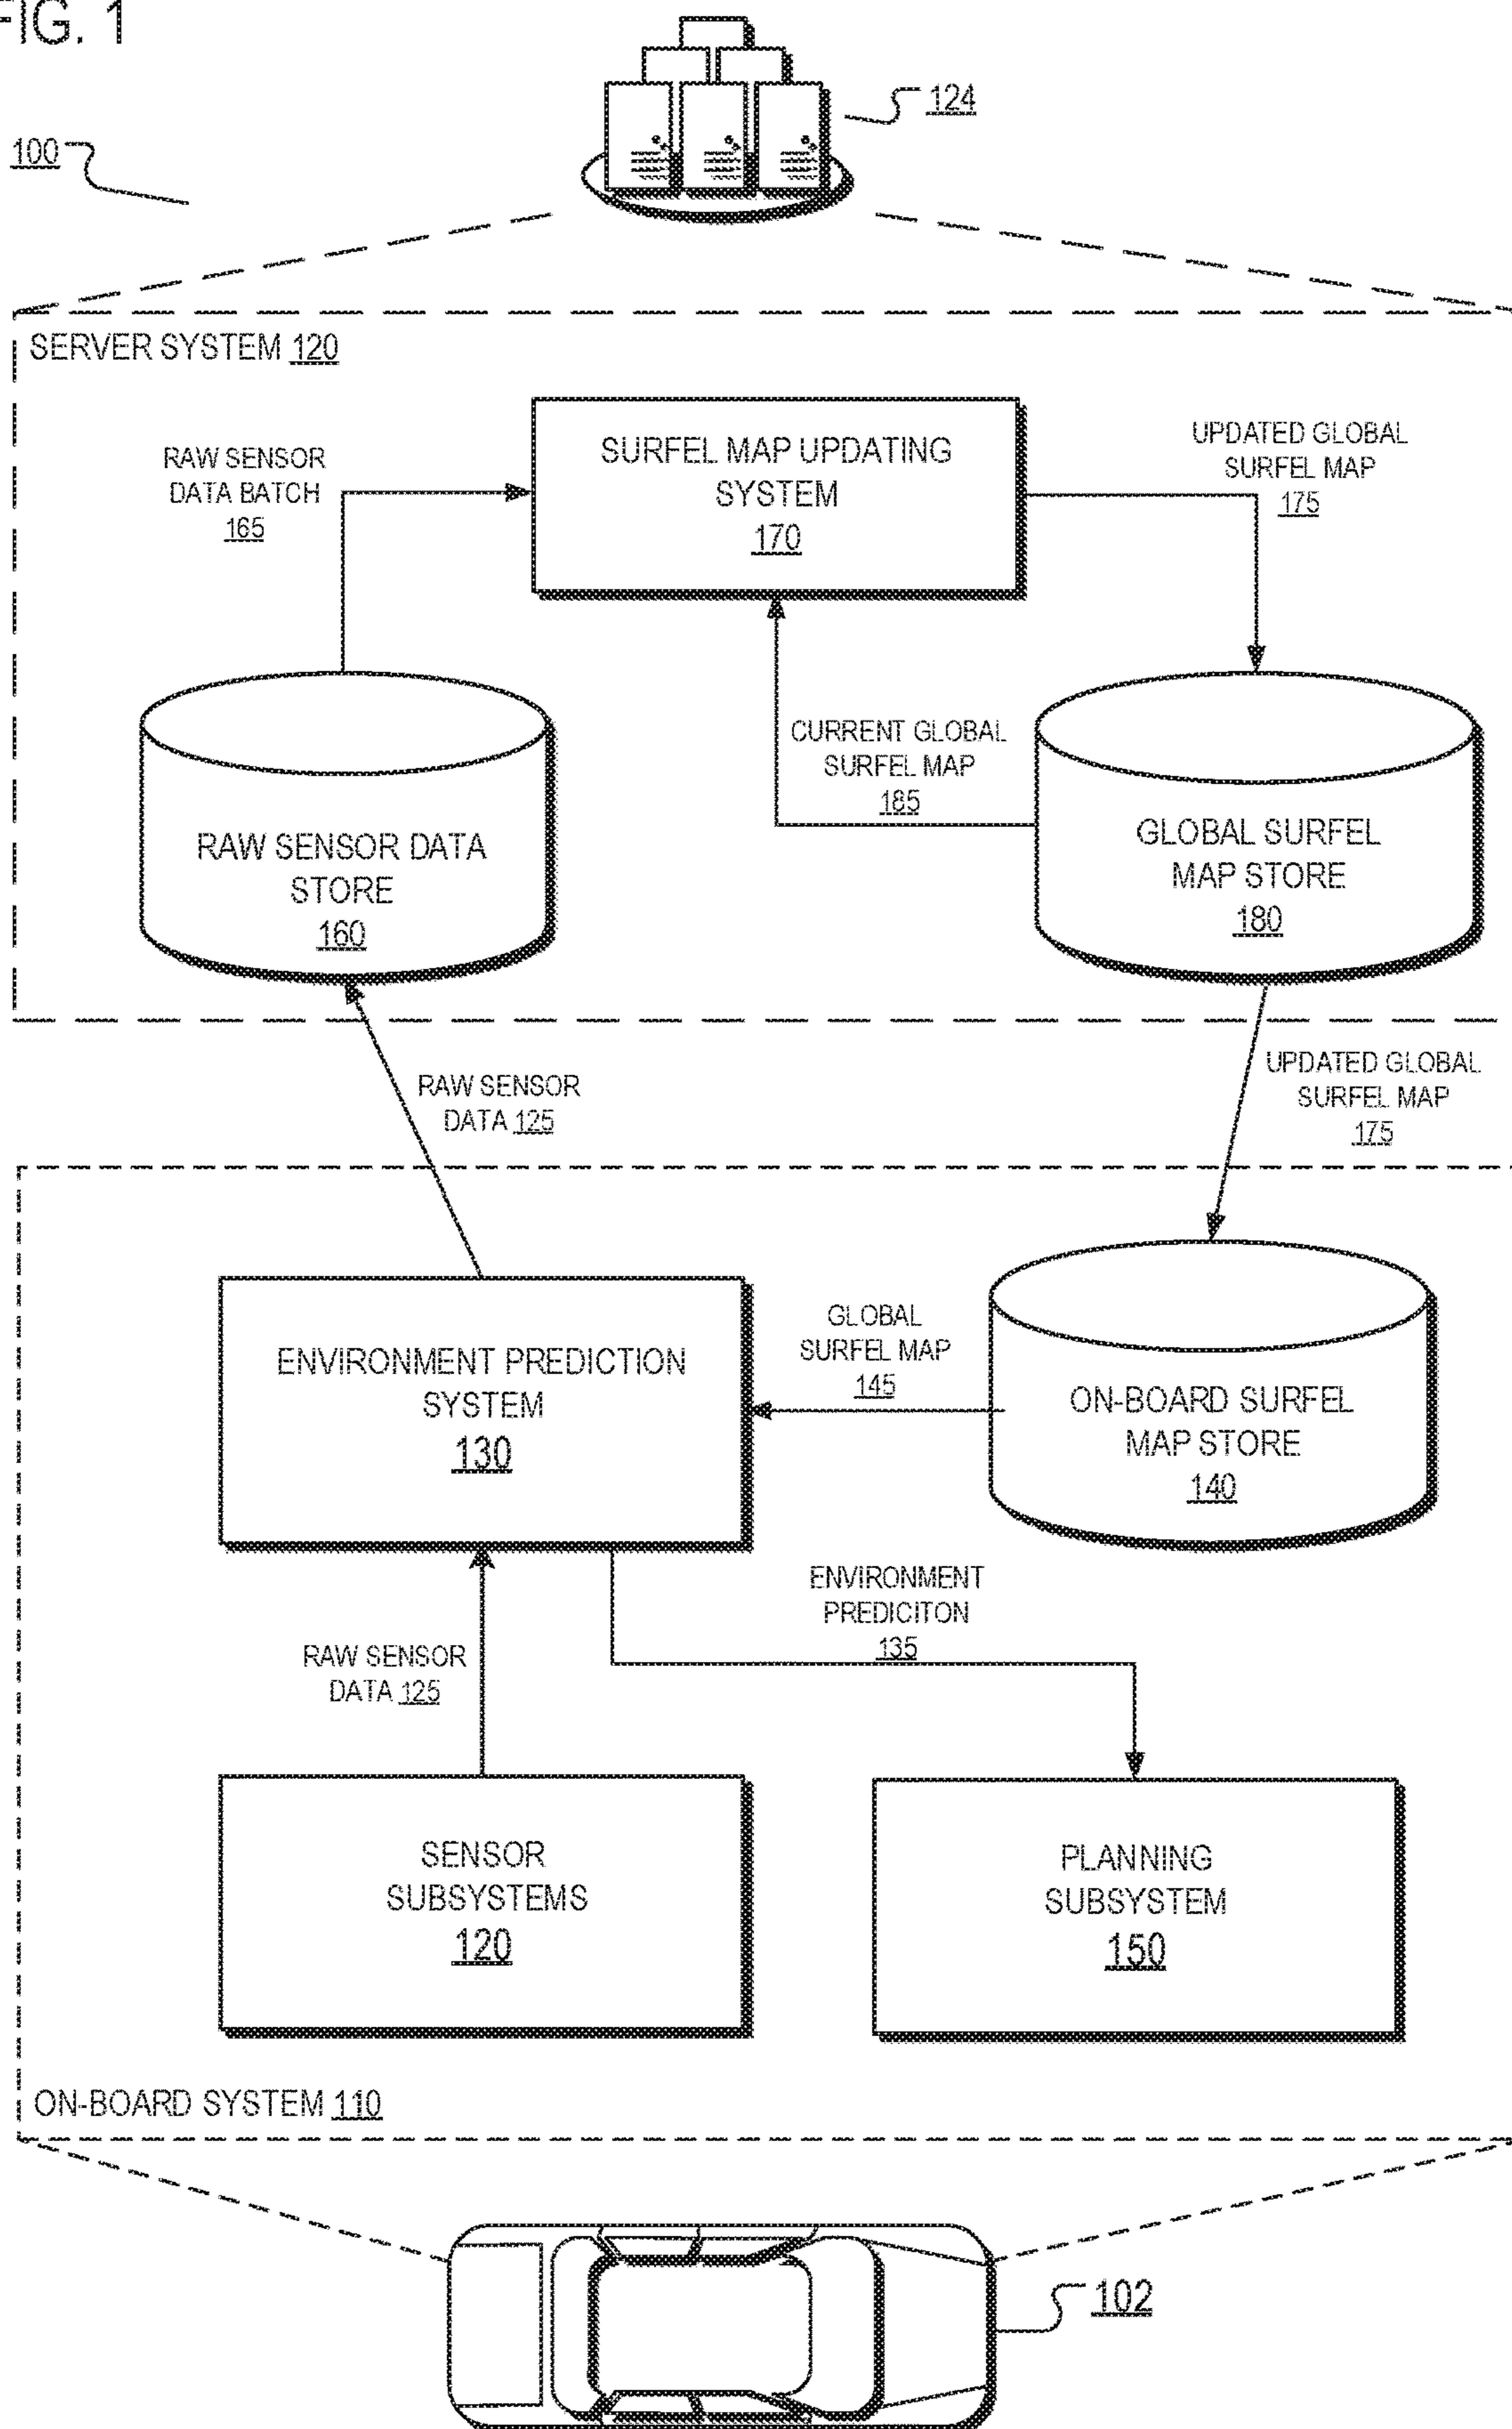 FIG. 1
124
100
SERVER SYSTEM 120
RAW SENSOR
DATA BATCH
165
SURFEL MAP UPDATING
SYSTEM
170
UPDATED GLOBAL
SURFEL MAP
175
CURRENT GLOBAL
SURFEL MAP
185
RAW SENSOR DATA
STORE
160
GLOBAL SURFEL
MAP STORE
180
RAW SENSOR
DATA 125
UPDATED GLOBAL
SURFEL MAP
175
ENVIRONMENT PREDICTION
SYSTEM
130
GLOBAL
SURFEL MAP
145
ON-BOARD SURFEL
MAP STORE
140
ENVIRONMENT
PREDICITON
135
RAW SENSOR
DATA 125
SENSOR
SUBSYSTEMS
120
PLANNING
SUBSYSTEM
150
ON-BOARD SYSTEM 110
102